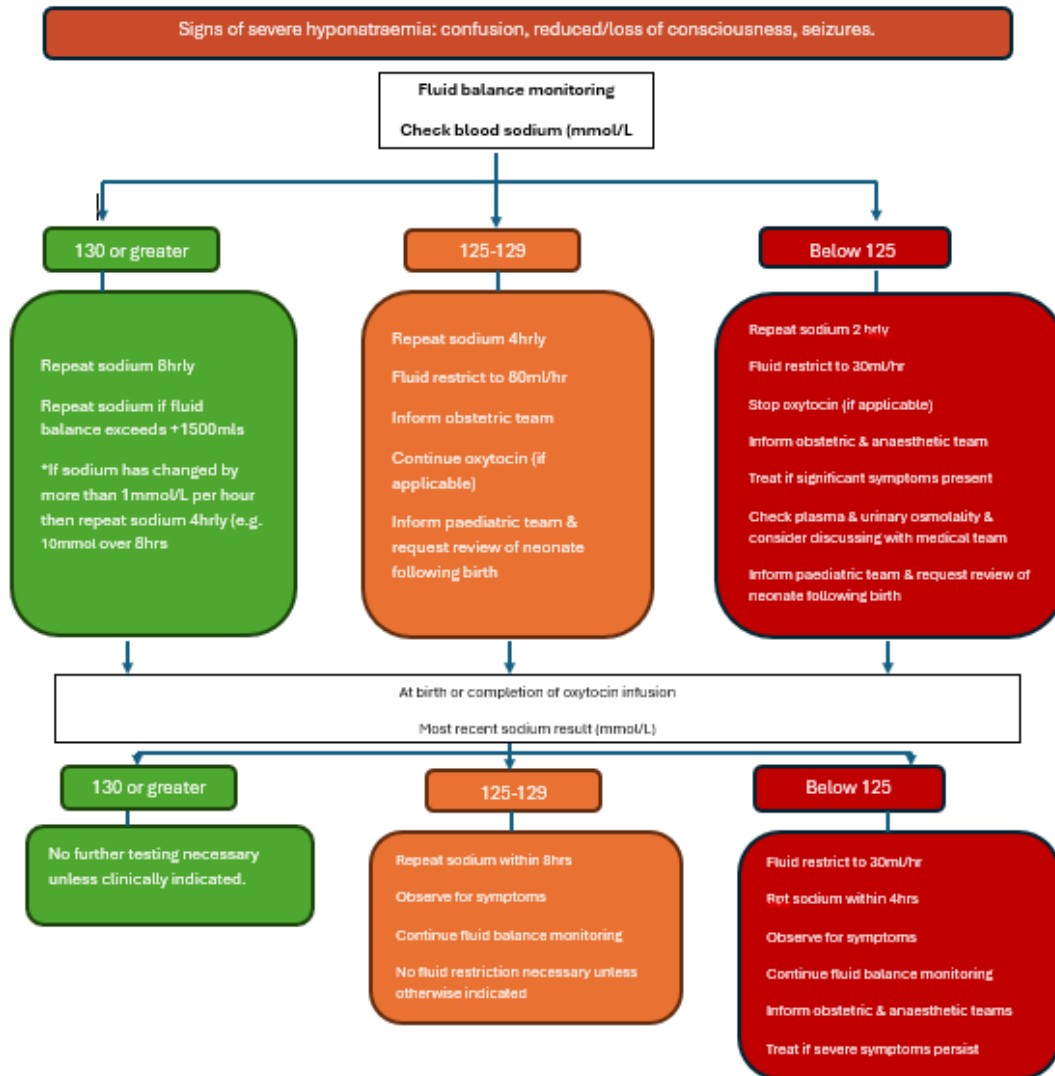 Signs of severe hyponatraemia: confusion, reduced/loss of consciousness, seizures.
Fluid balance monitoring
Check blood sodium (mmol/L
130 or greater
125-129
Below 125
Repeat sodium 8hrly
Repeat sodium if fluid
balance exceeds +1500mls
*If sodium has changed by
more than 1mmol/L per hour
then repeat sodium 4hrly (e.g.
10mmol over 8hrs
Repeat sodium 4hrly
Fluid restrict to 80ml/hr
Inform obstetric team
Continue oxytocin (if
applicable)
Inform paediatric team &
request review of neonate
following birth
Repeat sodium 2 hrly
Fluid restrict to 30ml/hr
Stop oxytocin (if applicable)
Inform obstetric & anaesthetic team
Treat if significant symptoms present
Check plasma & urinary osmolality &
consider discussing with medical team
Inform paediatric team & request review of
neonate following birth
At birth or completion of oxytocin infusion
Most recent sodium result (mmol/L)
130 or greater
125-129
Below 125
No further testing necessary
unless clinically indicated.
Repeat sodium within 8hrs
Observe for symptoms
Continue fluid balance monitoring
No fluid restriction necessary unless
otherwise indicated
Fluid restrict to 30ml/hr
Rpt sodium within 4hrs
Observe for symptoms
Continue fluid balance monitoring
Inform obstetric & anaesthetic teams
Treat if severe symptoms persist